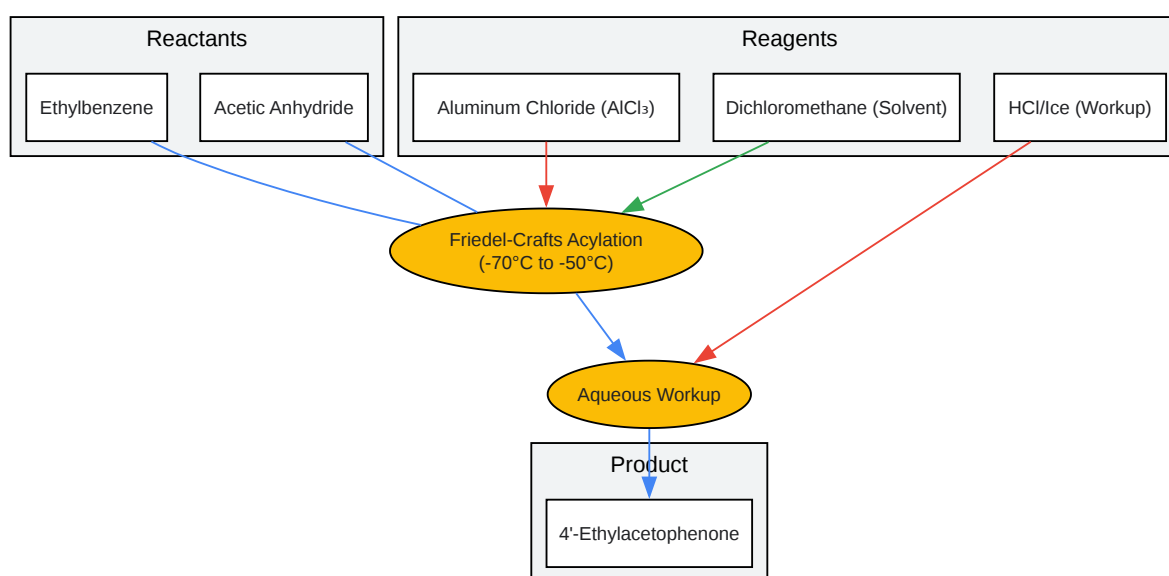 Reactants
Reagents
Ethylbenzene
Acetic Anhydride
Aluminum Chloride (AlCl₃)
Dichloromethane (Solvent)
HCl/Ice (Workup)
Friedel-Crafts Acylation
(-70°C to -50°C)
Aqueous Workup
Product
4'-Ethylacetophenone